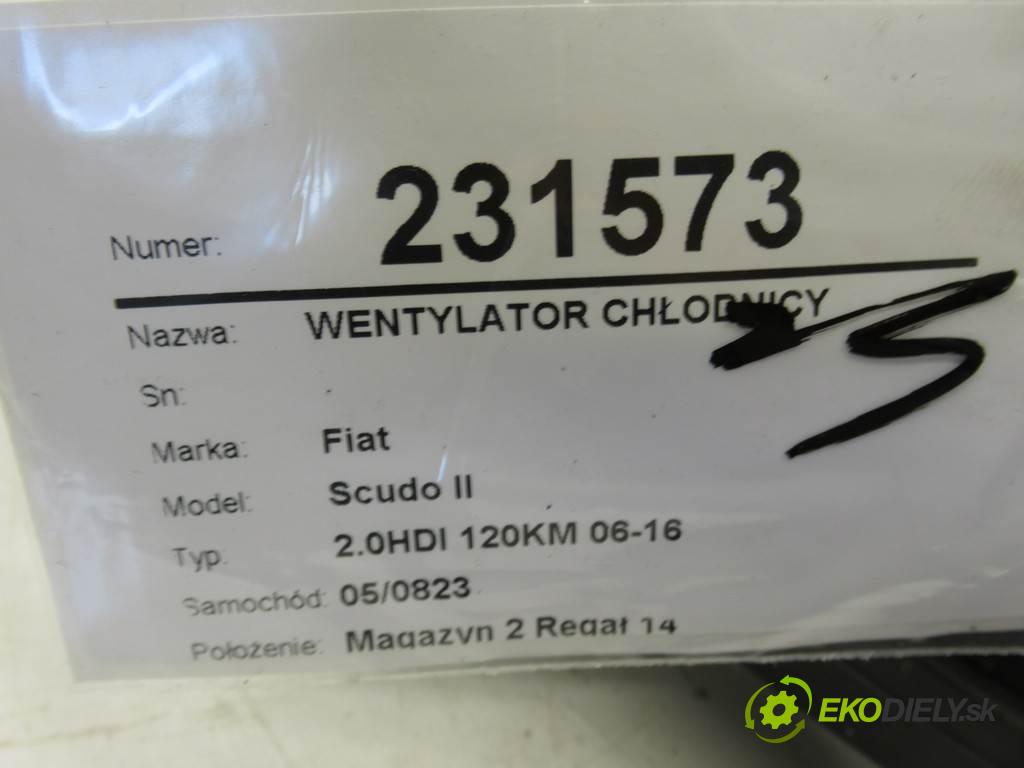 Numer: 231573
Nazwa: WENTYLATOR CHŁODNICY
Sn:
Marka: Fiat
Model: Scudo II
Typ: 2.0HDI 120KM 06-16
Samochód: 05/0823
Położenie: Magazyn 2 Regał 14
EKODIELY.sk